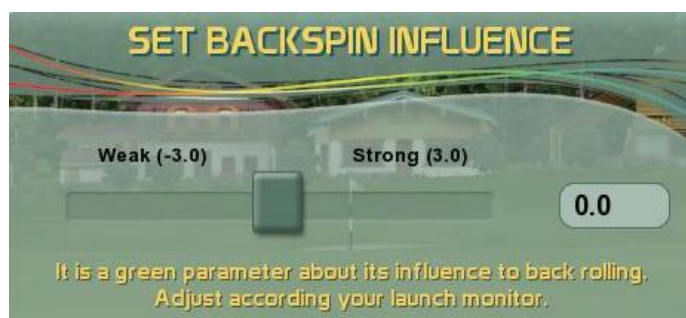 SET BACKSPIN INFLUENCE
Weak (-3.0) Strong (3.0)
0.0
It is a green parameter about its influence to back rolling.
Adjust according your launch monitor.